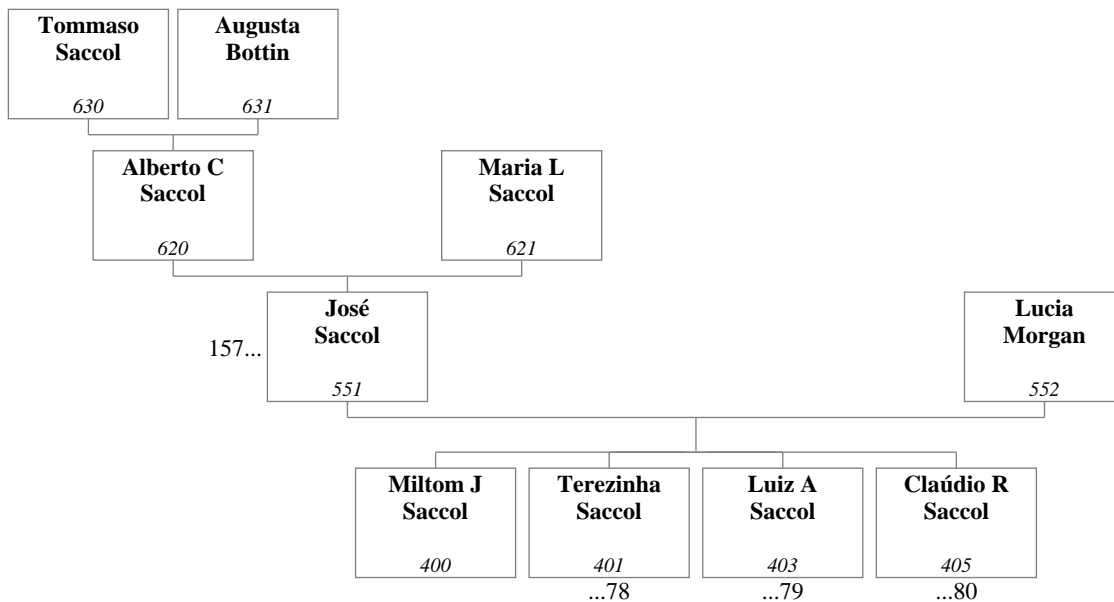 Tommaso
Saccol
630
Augusta
Bottin
631
Alberto C
Saccol
620
Maria L
Saccol
621
157...
José
Saccol
551
Lucia
Morgan
552
Miltom J
Saccol
400
Terezinha
Saccol
401
...78
Luiz A
Saccol
403
...79
Claúdio R
Saccol
405
...80